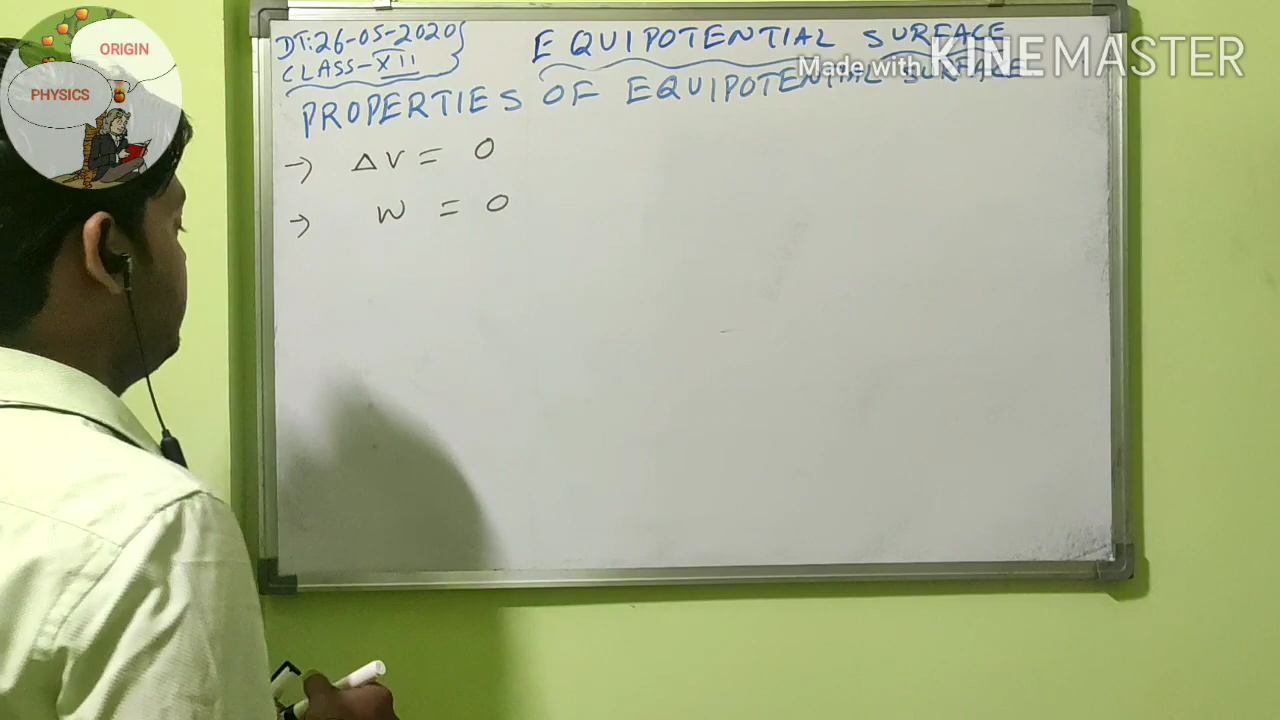 ORIGIN
PHYSICS
DT:26-05-2020
CLASS-XII
EQUIPOTENTIAL SURFACE
Made with KINEMASTER
PROPERTIES OF EQUIPOTENTIAL SURFACE
→ ΔV = 0
→ W = 0